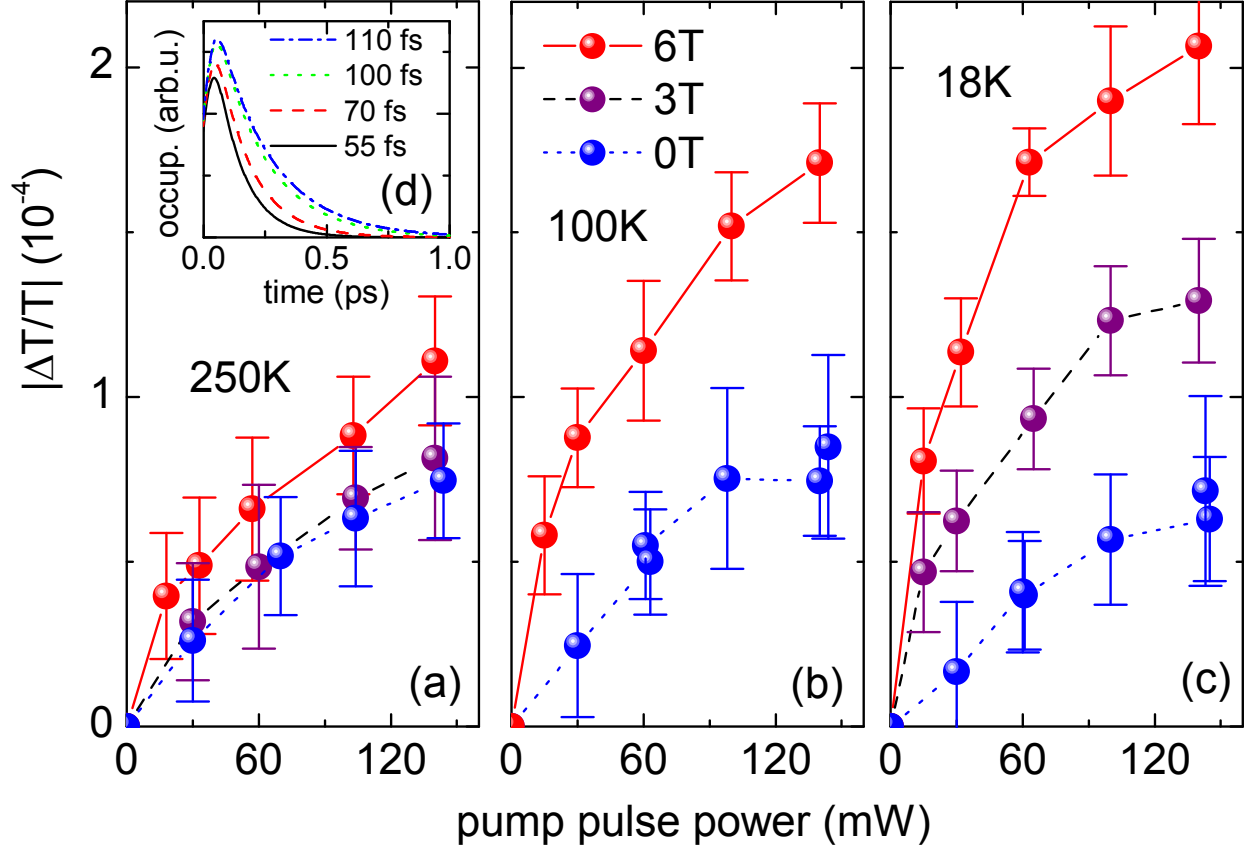 |ΔT/T| (10⁻⁴)
2
1
0
occup. (arb.u.)
110 fs
100 fs
70 fs
55 fs
(d)
0.0 0.5 1.0
time (ps)
250K
(a)
0 60 120
6T
3T
0T
100K
(b)
0 60 120
18K
(c)
0 60 120
pump pulse power (mW)